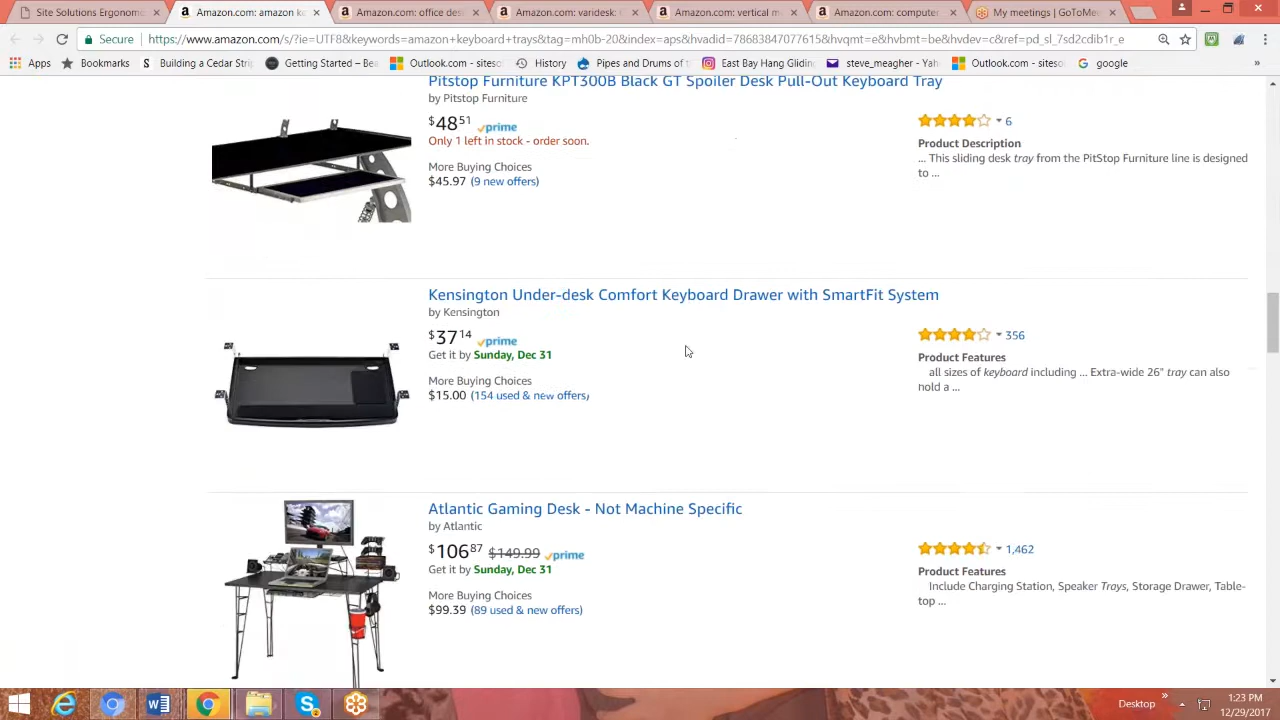 Site Solutions Ergonomi
Amazon.com: amazon ke
Amazon.com: office des
Amazon.com: varidesk: C
Amazon.com: vertical m
Amazon.com: computer
My meetings | GoToMee
Secure
https://www.amazon.com/s/?ie=UTF8&keywords=amazon+keyboard+trays&tag=mh0b-20&index=aps&hvadid=78683847077615&hvqmt=e&hvbmt=be&hvdev=c&ref=pd_sl_7sd2cdib1r_e
Apps
Bookmarks
Building a Cedar Strip
Getting Started
Outlook.com - siteso
History
Pipes and Drums of t
East Bay Hang Gliding
steve_meagher - Yah
Outlook.com - siteso
google
»
Pitstop Furniture KPT300B Black GT Spoiler Desk Pull-Out Keyboard Tray
by Pitstop Furniture
$48 51 prime
Only 1 left in stock - order soon.
More Buying Choices
$45.97 (9 new offers)
6
Product Description
... This sliding desk tray from the PitStop Furniture line is designed
to ...
Kensington Under-desk Comfort Keyboard Drawer with SmartFit System
by Kensington
$37 14 prime
Get it by Sunday, Dec 31
More Buying Choices
$15.00 (154 used & new offers)
356
Product Features
all sizes of keyboard including ... Extra-wide 26" tray can also
hold a ...
Atlantic Gaming Desk - Not Machine Specific
by Atlantic
$106 87 $149.99 prime
Get it by Sunday, Dec 31
More Buying Choices
$99.39 (89 used & new offers)
1,462
Product Features
Include Charging Station, Speaker Trays, Storage Drawer, Table-
top ...
Desktop
»
1:23 PM
12/29/2017